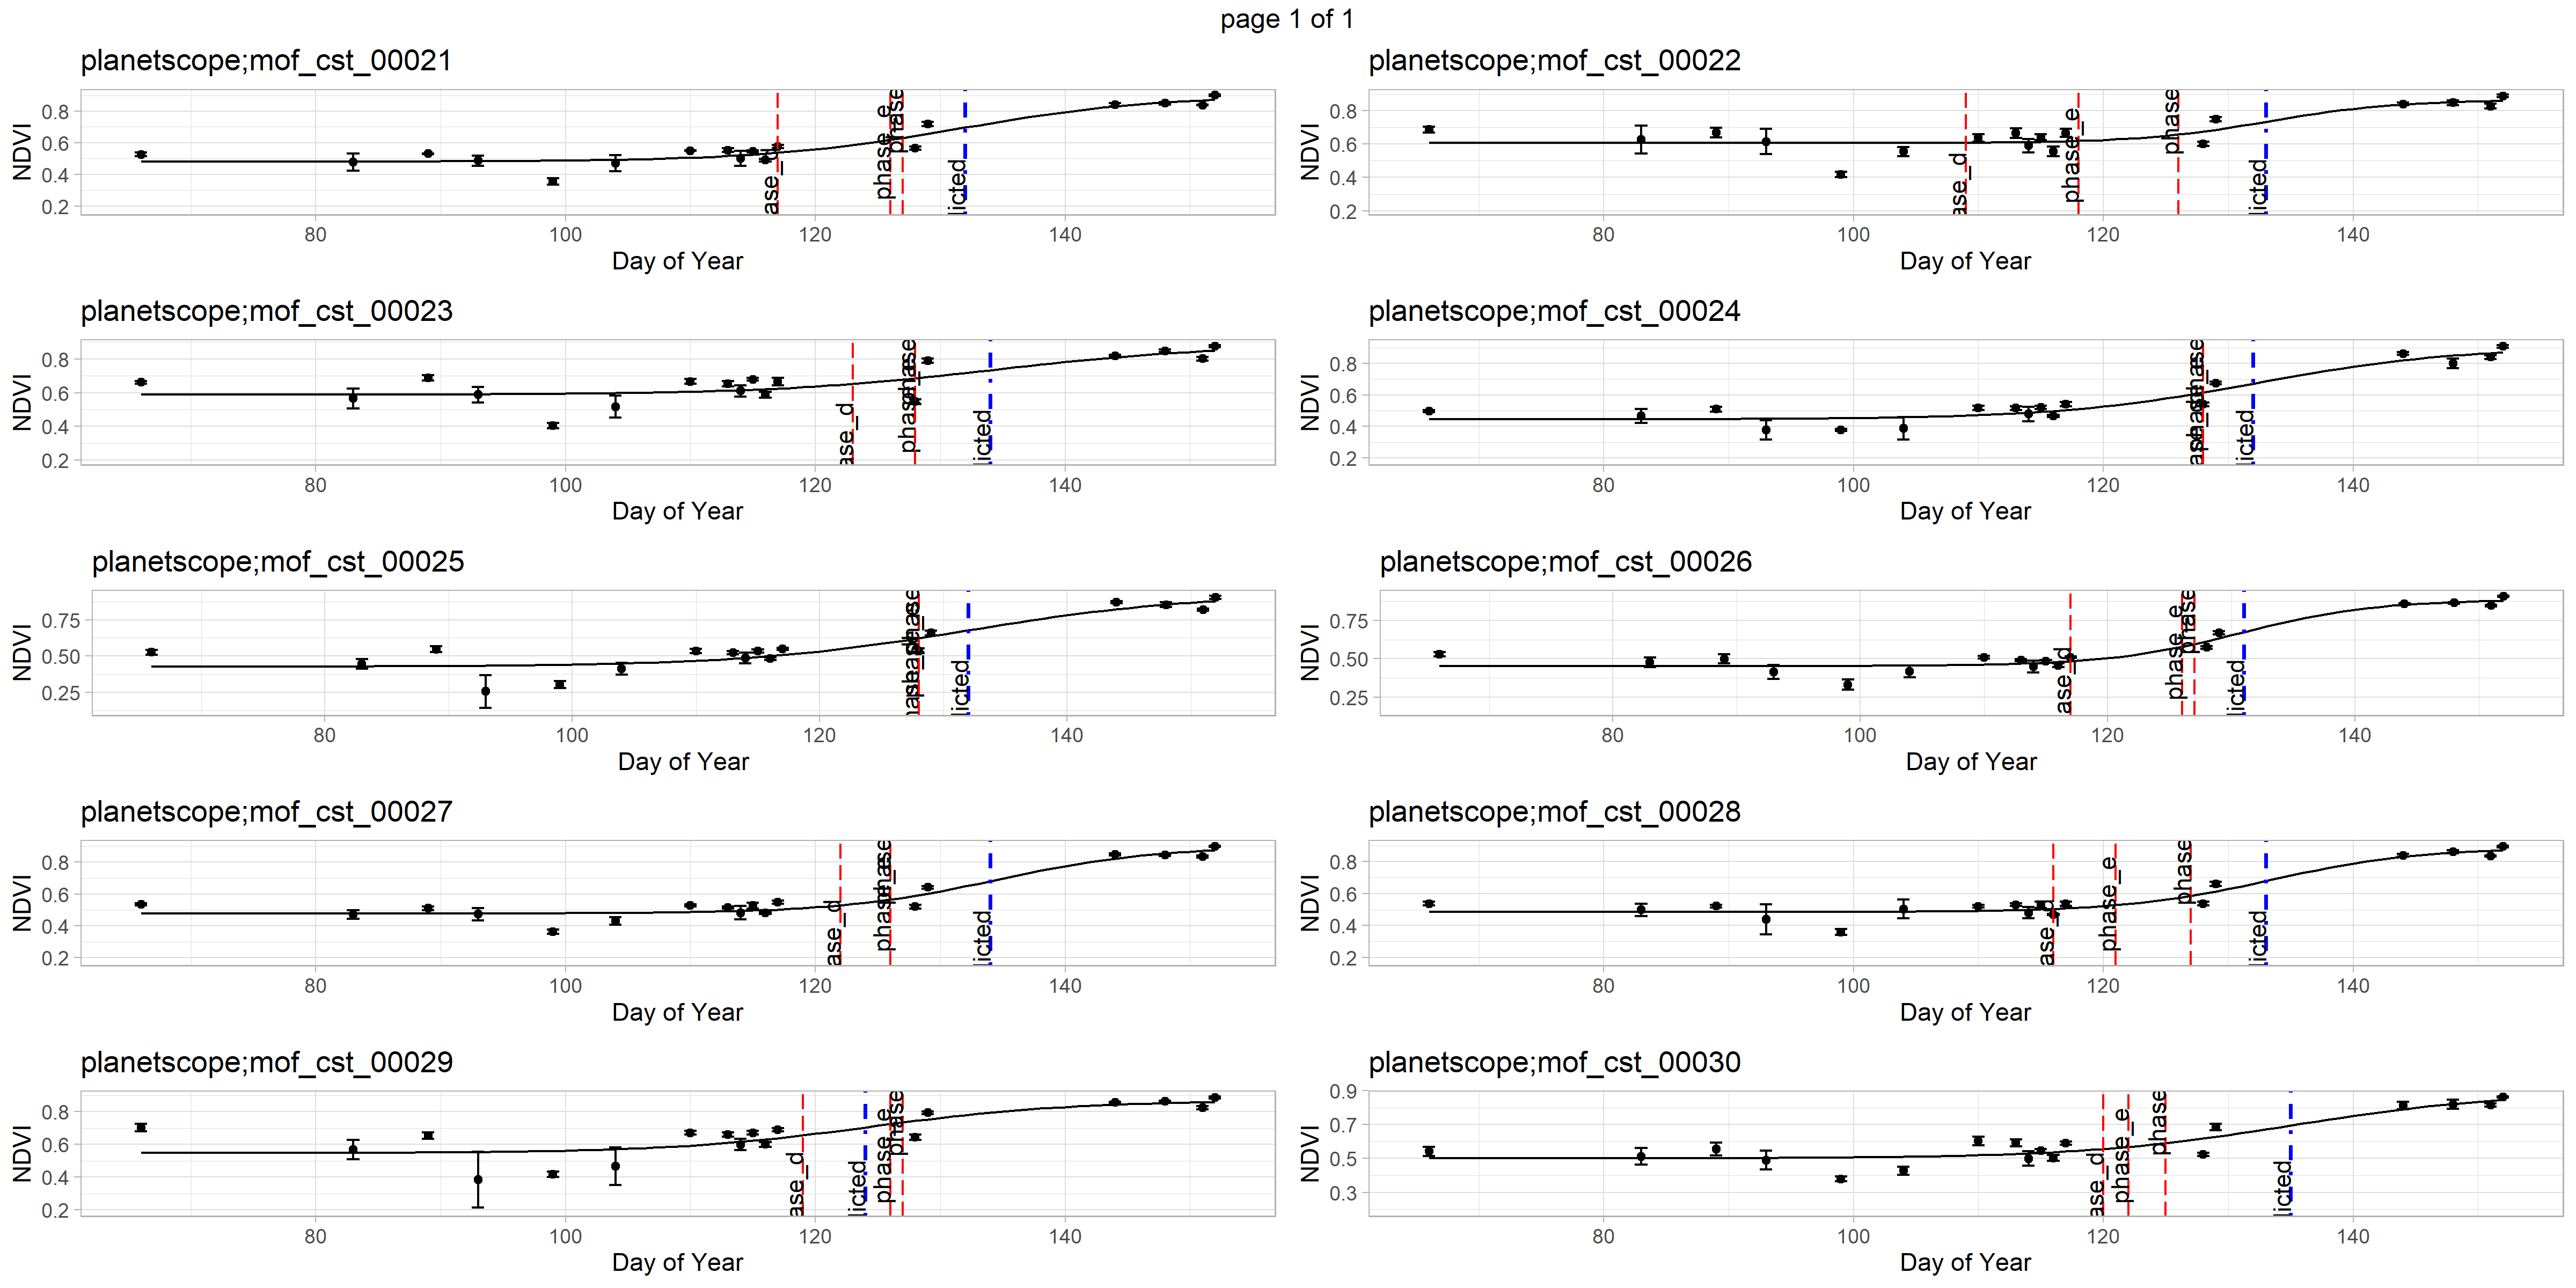 page 1 of 1
planetscope;mof_cst_00021
NDVI
0.8
0.6
0.4
0.2
ase_d
phase_e
phase
licted
80 100 120 140
Day of Year
planetscope;mof_cst_00022
NDVI
0.8
0.6
0.4
0.2
ase_d
phase_e
phase
licted
80 100 120 140
Day of Year
planetscope;mof_cst_00023
NDVI
0.8
0.6
0.4
0.2
ase_d
phase
licted
80 100 120 140
Day of Year
planetscope;mof_cst_00024
NDVI
0.8
0.6
0.4
0.2
phase
licted
80 100 120 140
Day of Year
planetscope;mof_cst_00025
NDVI
0.75
0.50
0.25
licted
80 100 120 140
Day of Year
planetscope;mof_cst_00026
NDVI
0.75
0.50
0.25
ase_d
phase_e
phase
licted
80 100 120 140
Day of Year
planetscope;mof_cst_00027
NDVI
0.8
0.6
0.4
0.2
ase_d
phase
licted
80 100 120 140
Day of Year
planetscope;mof_cst_00028
NDVI
0.8
0.6
0.4
0.2
ase_d
phase_e
phase
licted
80 100 120 140
Day of Year
planetscope;mof_cst_00029
NDVI
0.8
0.6
0.4
0.2
ase_d
licted
phase_e
phase
80 100 120 140
Day of Year
planetscope;mof_cst_00030
NDVI
0.9
0.7
0.5
0.3
ase_d
phase_e
phase
licted
80 100 120 140
Day of Year